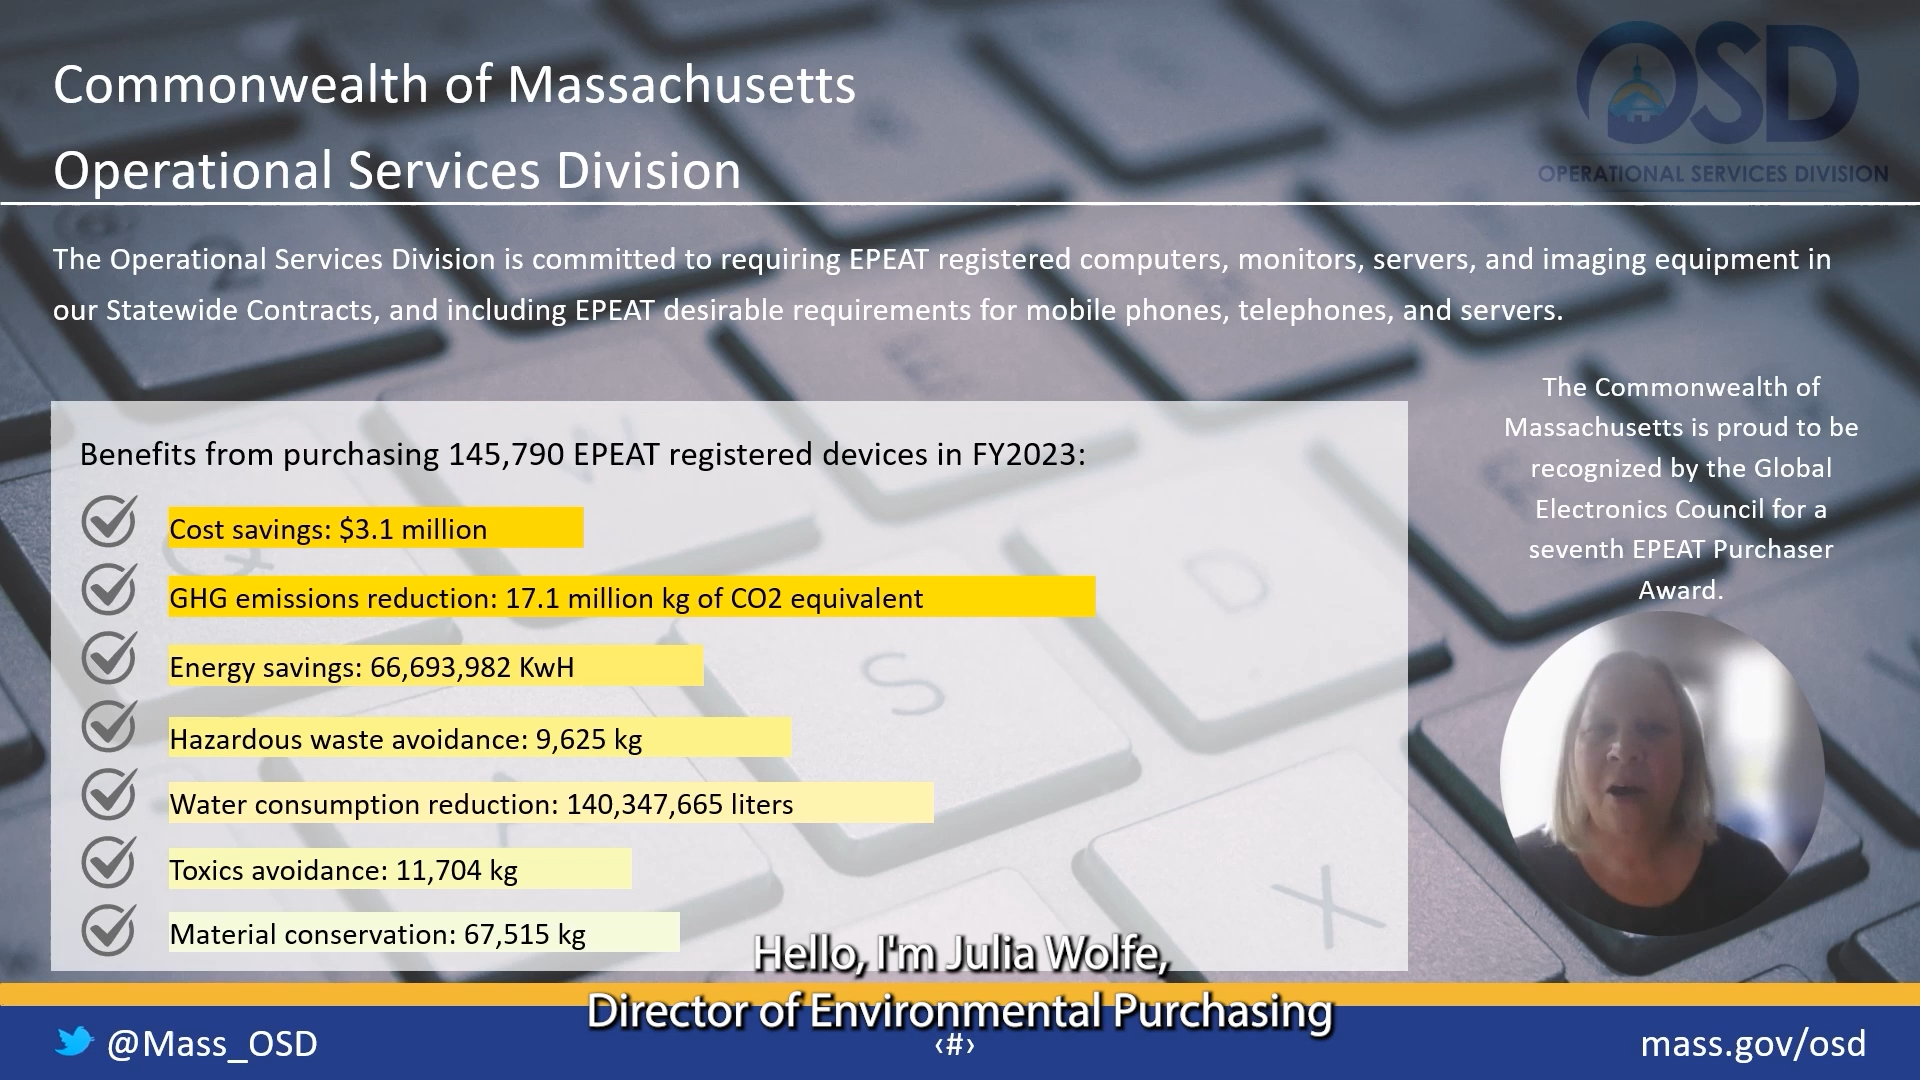 Commonwealth of Massachusetts
Operational Services Division
OSD
OPERATIONAL SERVICES DIVISION
The Operational Services Division is committed to requiring EPEAT registered computers, monitors, servers, and imaging equipment in
our Statewide Contracts, and including EPEAT desirable requirements for mobile phones, telephones, and servers.
Benefits from purchasing 145,790 EPEAT registered devices in FY2023:
Cost savings: $3.1 million
GHG emissions reduction: 17.1 million kg of CO2 equivalent
Energy savings: 66,693,982 KwH
Hazardous waste avoidance: 9,625 kg
Water consumption reduction: 140,347,665 liters
Toxics avoidance: 11,704 kg
Material conservation: 67,515 kg
The Commonwealth of
Massachusetts is proud to be
recognized by the Global
Electronics Council for a
seventh EPEAT Purchaser
Award.
Q
S
D
X
Hello, I'm Julia Wolfe,
Director of Environmental Purchasing
@Mass_OSD
‹#›
mass.gov/osd